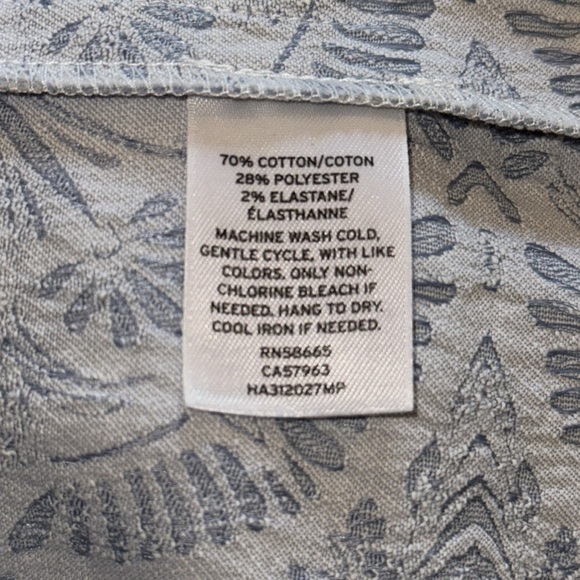 70% COTTON/COTON
28% POLYESTER
2% ELASTANE/
ÉLASTHANNE
MACHINE WASH COLD,
GENTLE CYCLE, WITH LIKE
COLORS. ONLY NON-
CHLORINE BLEACH IF
NEEDED. HANG TO DRY.
COOL IRON IF NEEDED.
RN58665
CA57963
HA312027MP